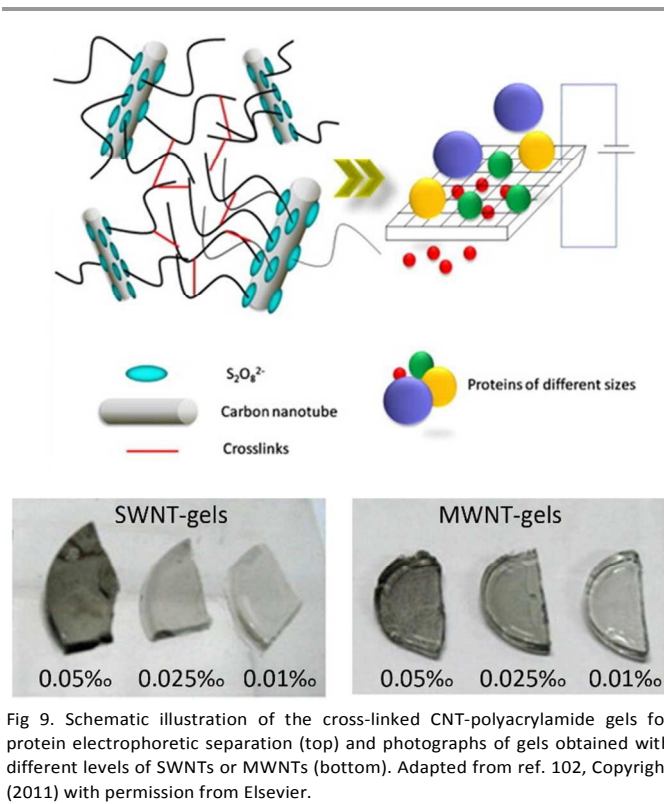 S₂O₈²⁻
Carbon nanotube
Crosslinks
Proteins of different sizes
SWNT-gels
0.05‰ 0.025‰ 0.01‰
MWNT-gels
0.05‰ 0.025‰ 0.01‰
Fig 9. Schematic illustration of the cross-linked CNT-polyacrylamide gels fo
protein electrophoretic separation (top) and photographs of gels obtained wit
different levels of SWNTs or MWNTs (bottom). Adapted from ref. 102, Copyrigh
(2011) with permission from Elsevier.